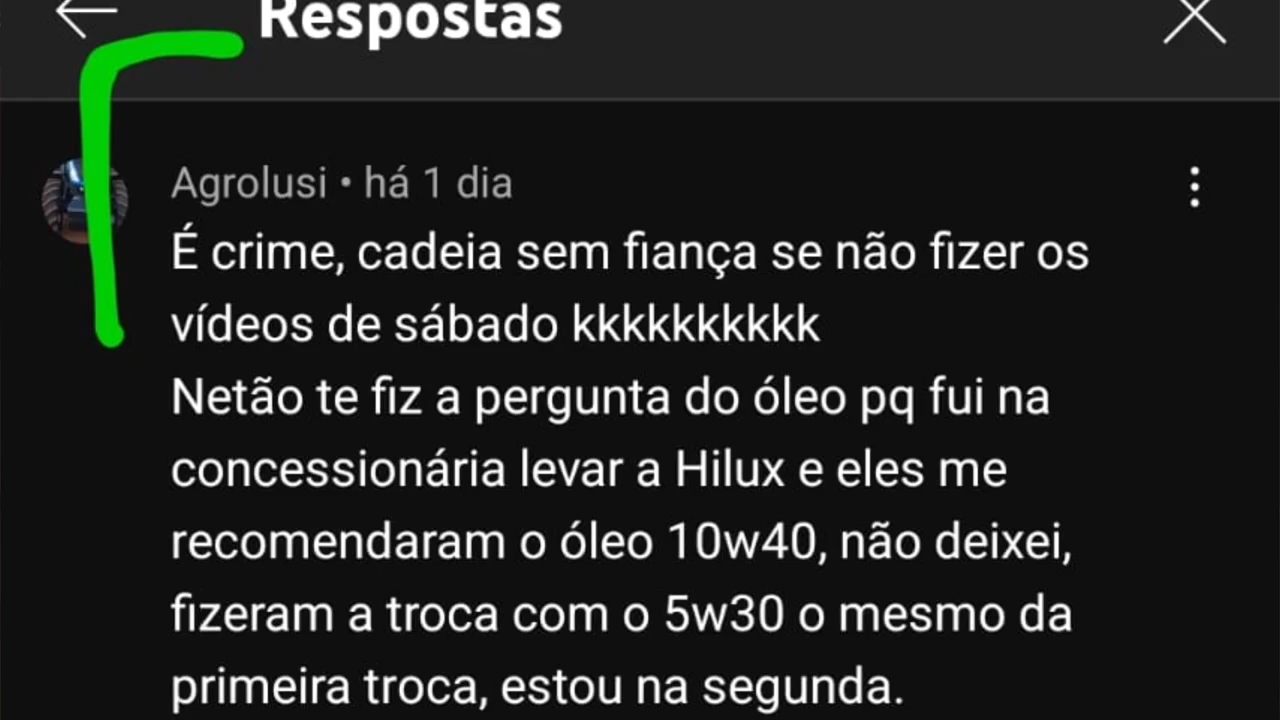 Respostas
Agrolusi • há 1 dia
É crime, cadeia sem fiança se não fizer os
vídeos de sábado kkkkkkkkkk
Netão te fiz a pergunta do óleo pq fui na
concessionária levar a Hilux e eles me
recomendaram o óleo 10w40, não deixei,
fizeram a troca com o 5w30 o mesmo da
primeira troca, estou na segunda.